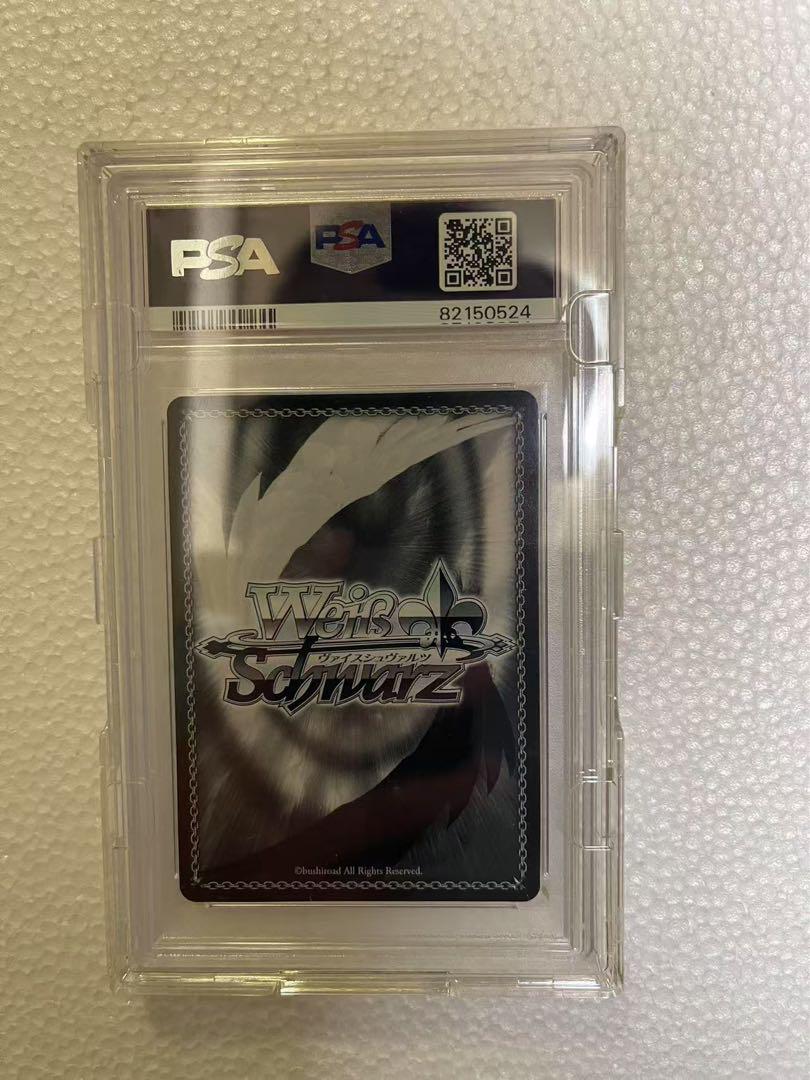 PSA
PSA
82150524
Weiß
ヴァイスシュヴァルツ
Schwarz
©bushiroad All Rights Reserved.